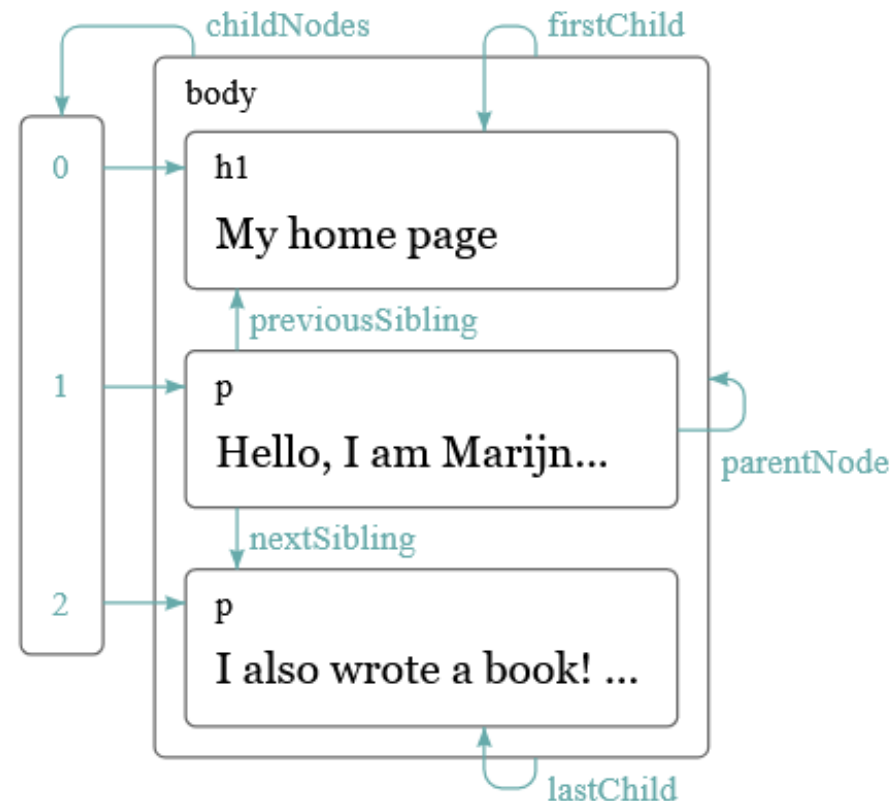 childNodes
firstChild
body
0
h1
My home page
previousSibling
1
p
Hello, I am Marijn...
parentNode
nextSibling
2
p
I also wrote a book! ...
lastChild